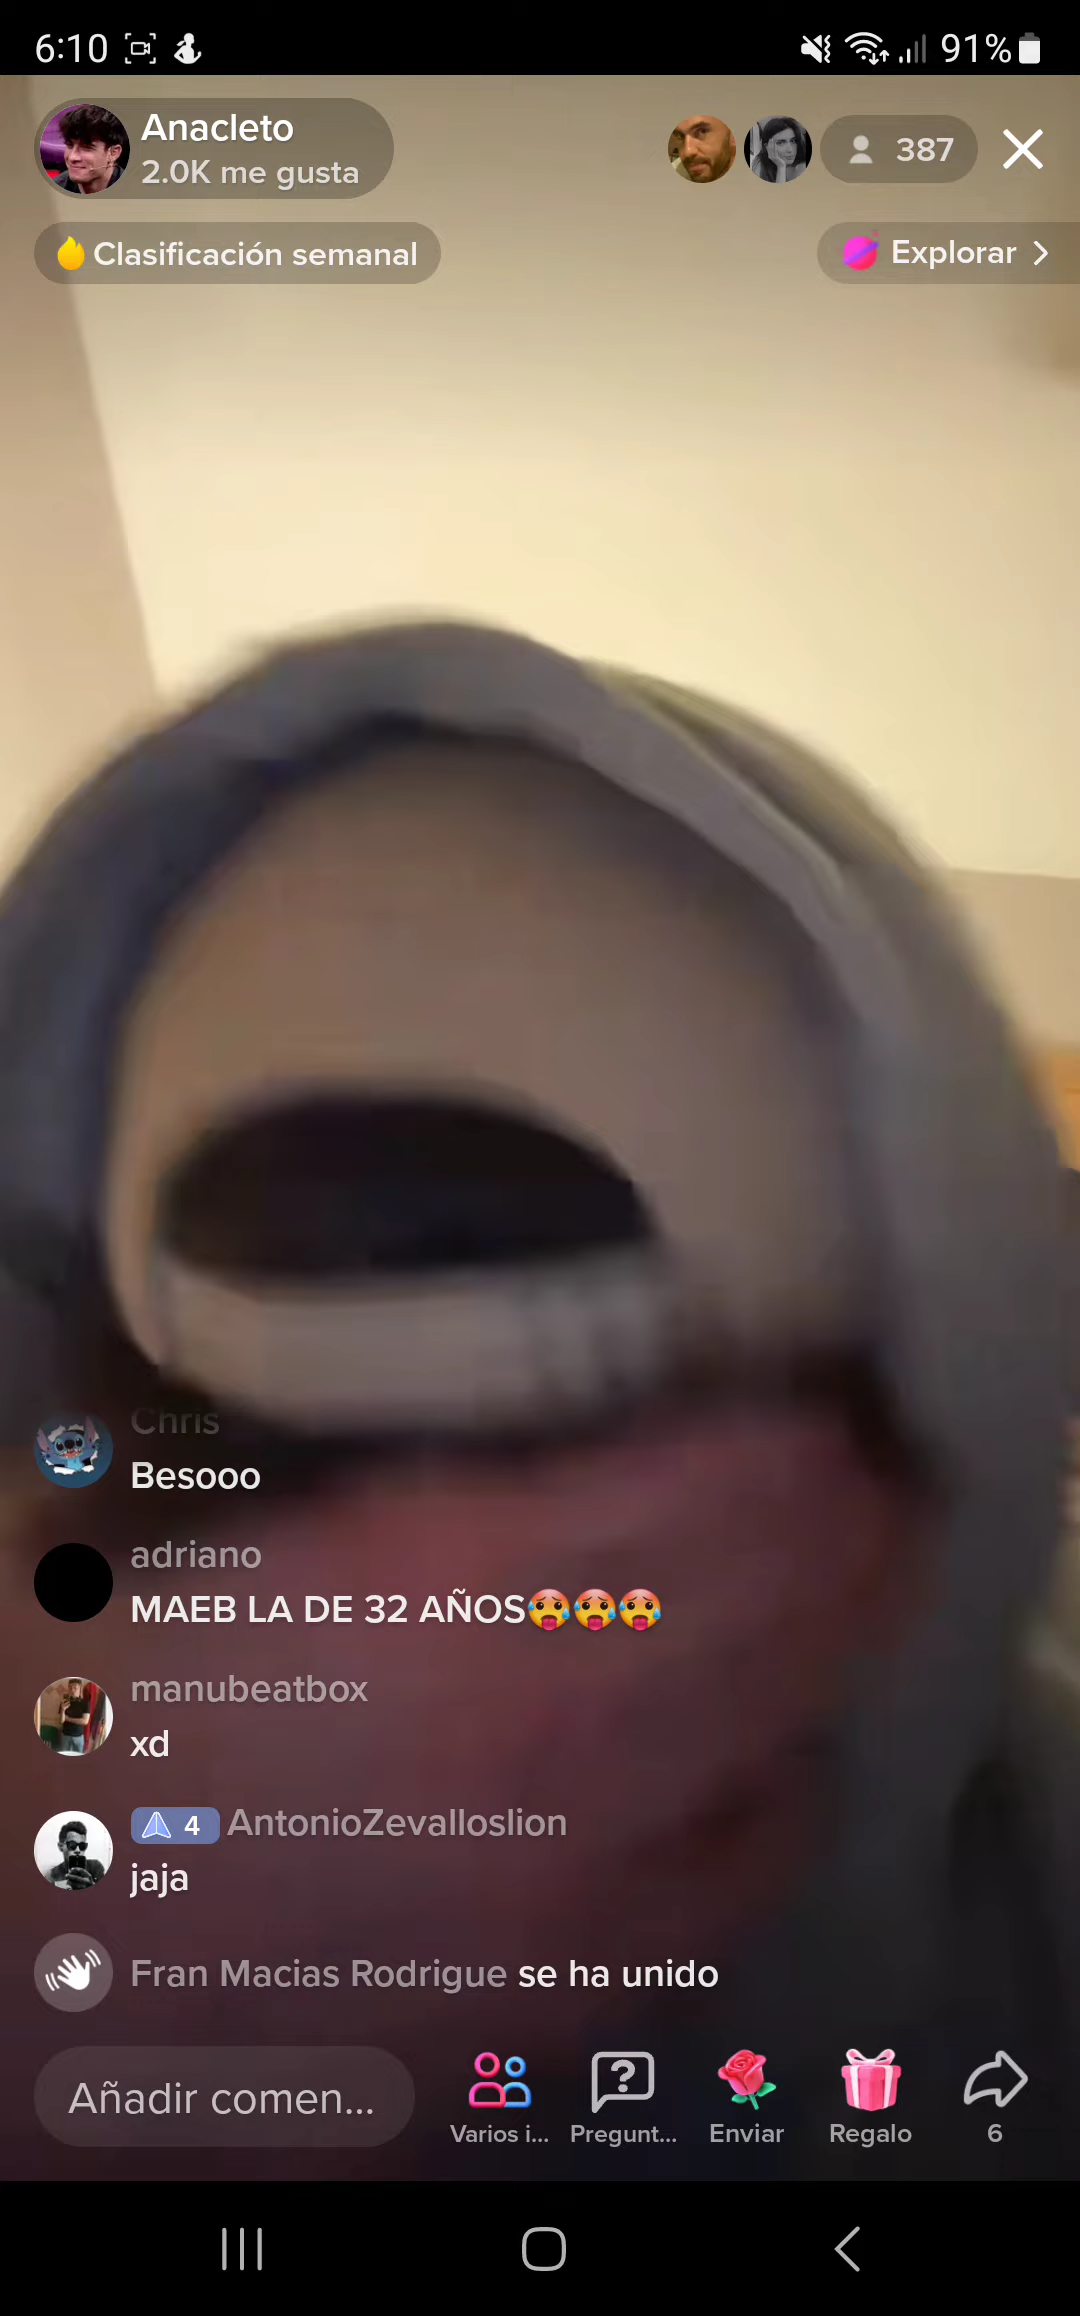 6:10
91%
Anacleto
2.0K me gusta
387
Clasificación semanal
Explorar
Chris
Besooo
adriano
MAEB LA DE 32 AÑOS🥵🥵🥵
manubeatbox
xd
4 AntonioZevalloslion
jaja
Fran Macias Rodrigue se ha unido
Añadir comen...
Varios i...
Pregunt...
Enviar
Regalo
6